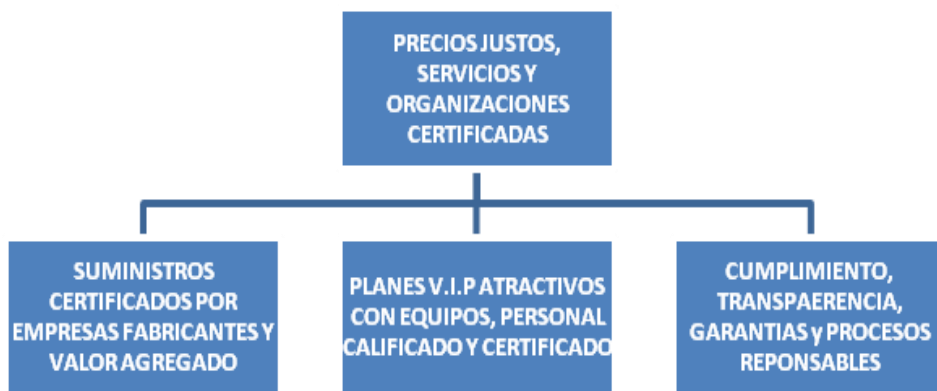 PRECIOS JUSTOS,
SERVICIOS Y
ORGANIZACIONES
CERTIFICADAS
SUMINISTROS
CERTIFICADOS POR
EMPRESAS FABRICANTES Y
VALOR AGREGADO
PLANES V.I.P ATRACTIVOS
CON EQUIPOS, PERSONAL
CALIFICADO Y CERTIFICADO
CUMPLIMIENTO,
TRANSPAERENCIA,
GARANTIAS y PROCESOS
REPONSABLES